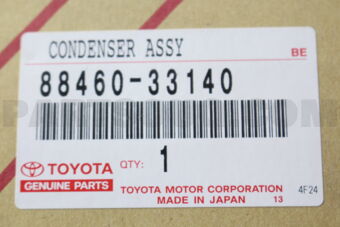 CONDENSER ASSY
BE
88460-33140
TOYOTA
GENUINE PARTS
QTY: 1
TOYOTA MOTOR CORPORATION
4F24
MADE IN JAPAN 13